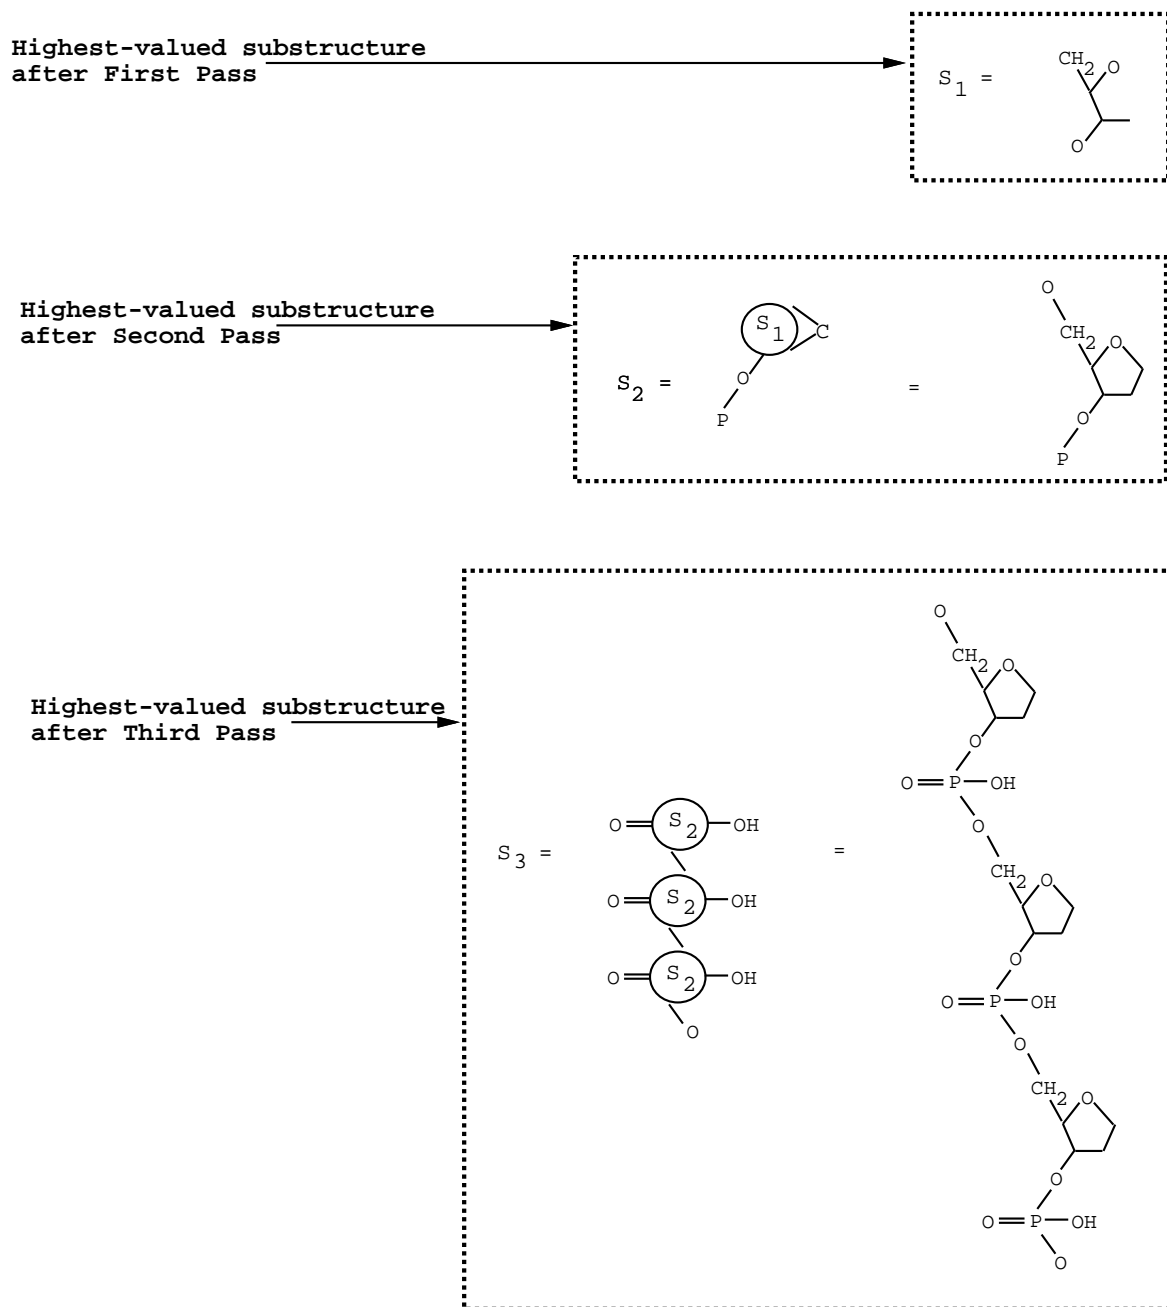 Highest-valued substructure
after First Pass
S1 =
CH2
O
O
Highest-valued substructure
after Second Pass
S2 =
S1
C
O
P
=
O
CH2
O
O
P
Highest-valued substructure
after Third Pass
S3 =
O
S2
OH
O
S2
OH
O
S2
OH
O
=
O
CH2
O
O
O
P
OH
O
CH2
O
O
O
P
OH
O
CH2
O
O
O
P
OH
O